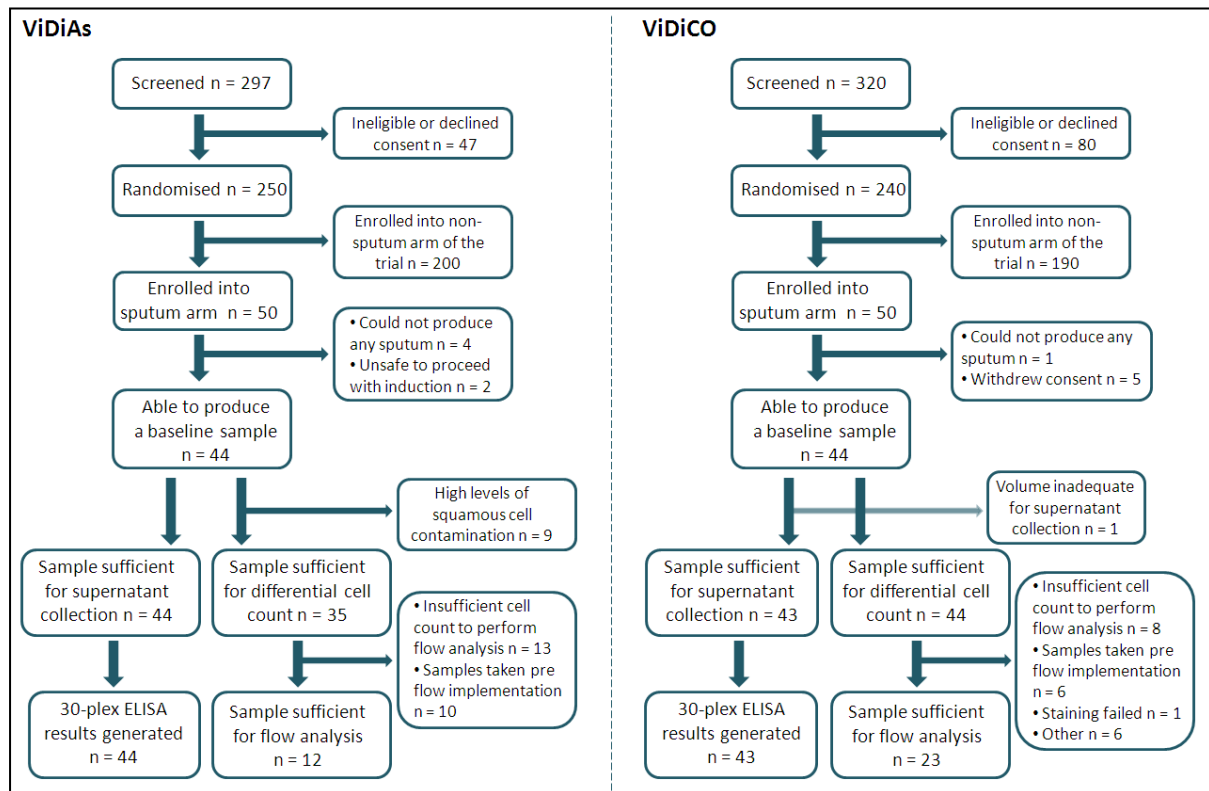 ViDiAs
Screened n = 297
Ineligible or declined
consent n = 47
Randomised n = 250
Enrolled into non-
sputum arm of the
trial n = 200
Enrolled into
sputum arm n = 50
• Could not produce
any sputum n = 4
• Unsafe to proceed
with induction n = 2
Able to produce
a baseline sample
n = 44
High levels of
squamous cell
contamination n = 9
Sample sufficient
for supernatant
collection n = 44
Sample sufficient
for differential cell
count n = 35
• Insufficient cell
count to perform
flow analysis n = 13
• Samples taken pre
flow implementation
n = 10
30-plex ELISA
results generated
n = 44
Sample sufficient
for flow analysis
n = 12
ViDiCO
Screened n = 320
Ineligible or declined
consent n = 80
Randomised n = 240
Enrolled into non-
sputum arm of the
trial n = 190
Enrolled into
sputum arm n = 50
• Could not produce any
sputum n = 1
• Withdrew consent n = 5
Able to produce
a baseline sample
n = 44
Volume inadequate
for supernatant
collection n = 1
Sample sufficient
for supernatant
collection n = 43
Sample sufficient
for differential cell
count n = 44
• Insufficient cell
count to perform
flow analysis n = 8
• Samples taken pre
flow implementation
n = 6
• Staining failed n = 1
• Other n = 6
30-plex ELISA
results generated
n = 43
Sample sufficient
for flow analysis
n = 23